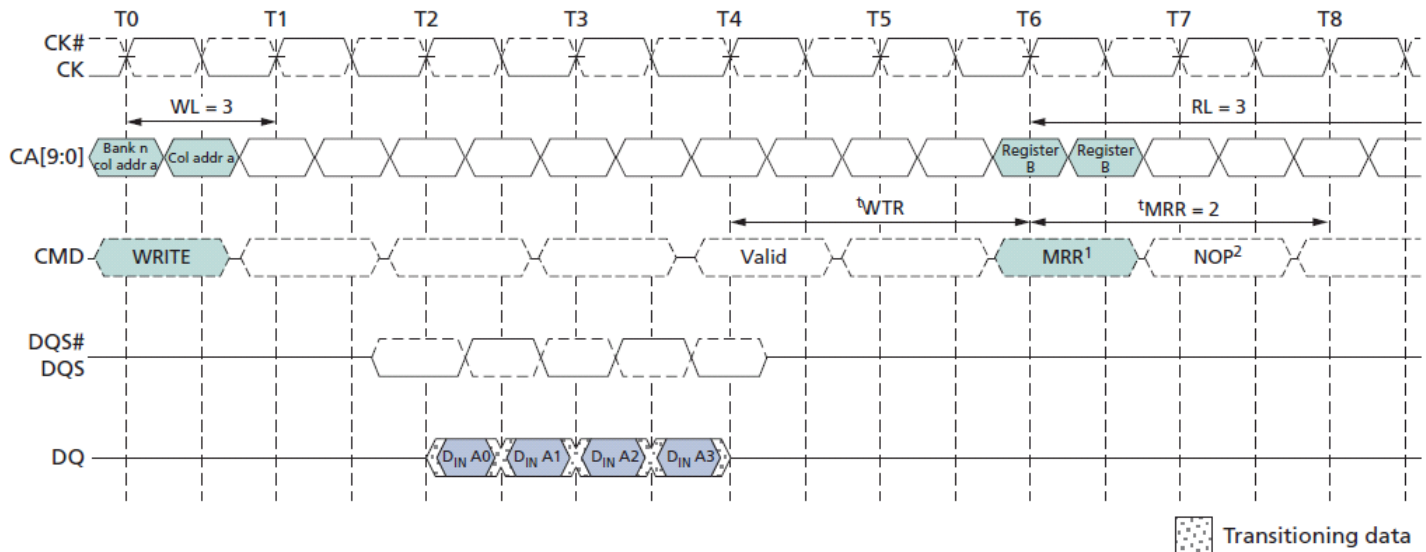 T0 T1 T2 T3 T4 T5 T6 T7 T8
CK#
CK
WL = 3 RL = 3
CA[9:0] Bank n col addr a Col addr a Register B Register B
tWTR tMRR = 2
CMD WRITE Valid MRR1 NOP2
DQS#
DQS
DQ DIN A0 DIN A1 DIN A2 DIN A3
Transitioning data